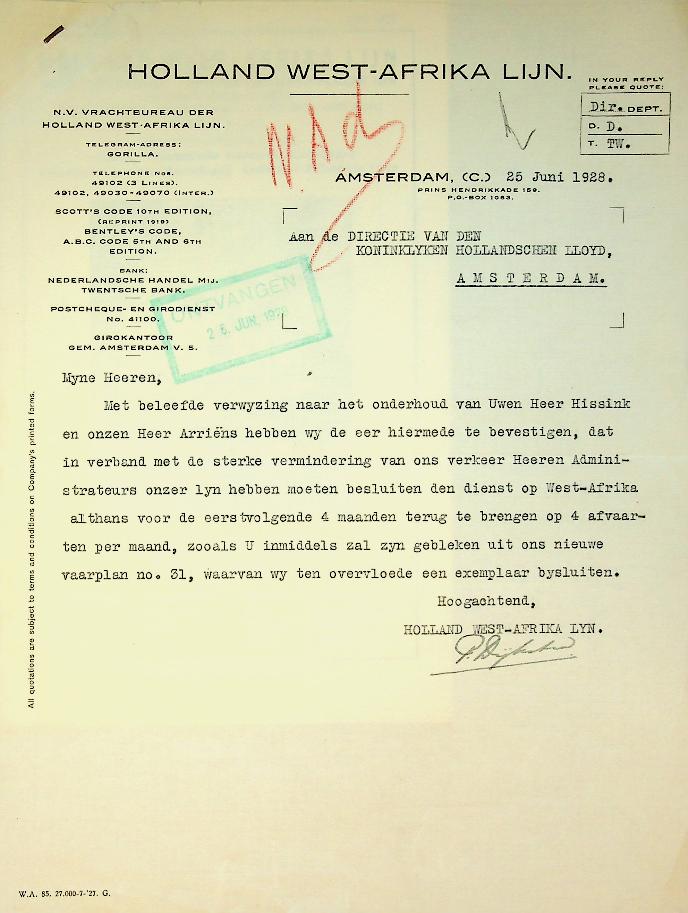 HOLLAND WEST-AFRIKA LIJN.
IN YOUR REPLY
PLEASE QUOTE:
Dir. DEPT.
D. D.
T. TW.
N.V. VRACHTBUREAU DER
HOLLAND WEST-AFRIKA LIJN.
TELEGRAM-ADRESS:
GORILLA.
TELEPHONE Nos.
49102 (3 LINES).
49102, 49030-49070 (INTER.)
SCOTT'S CODE 10TH EDITION,
(REPRINT 1919)
BENTLEY'S CODE,
A.B.C. CODE 5TH AND 6TH
EDITION.
BANK:
NEDERLANDSCHE HANDEL Mij.
TWENTSCHE BANK.
POSTCHEQUE- EN GIRODIENST
No. 41100.
GIROKANTOOR
GEM. AMSTERDAM V. 5.
AMSTERDAM, (C.) 25 Juni 1928.
PRINS HENDRIKKADE 159.
P.O.-BOX 1083.
Aan de DIRECTIE VAN DEN
KONINKLYKEN HOLLANDSCHEN LLOYD,
AMSTERDAM.
ONTVANGEN
25 JUN. 192
Myne Heeren,
Met beleefde verwyzing naar het onderhoud van Uwen Heer Hissink
en onzen Heer Arriëns hebben wy de eer hiermede te bevestigen, dat
in verband met de sterke vermindering van ons verkeer Heeren Admini-
strateurs onzer lyn hebben moeten besluiten den dienst op West-Afrika
althans voor de eerstvolgende 4 maanden terug te brengen op 4 afvaar-
ten per maand, zooals U inmiddels zal zyn gebleken uit ons nieuwe
vaarplan no. 31, waarvan wy ten overvloede een exemplaar bysluiten.
Hoogachtend,
HOLLAND WEST-AFRIKA LYN.
All quotations are subject to terms and conditions on Company's printed forms.
W.A. 85. 27.000-7-'27. G.